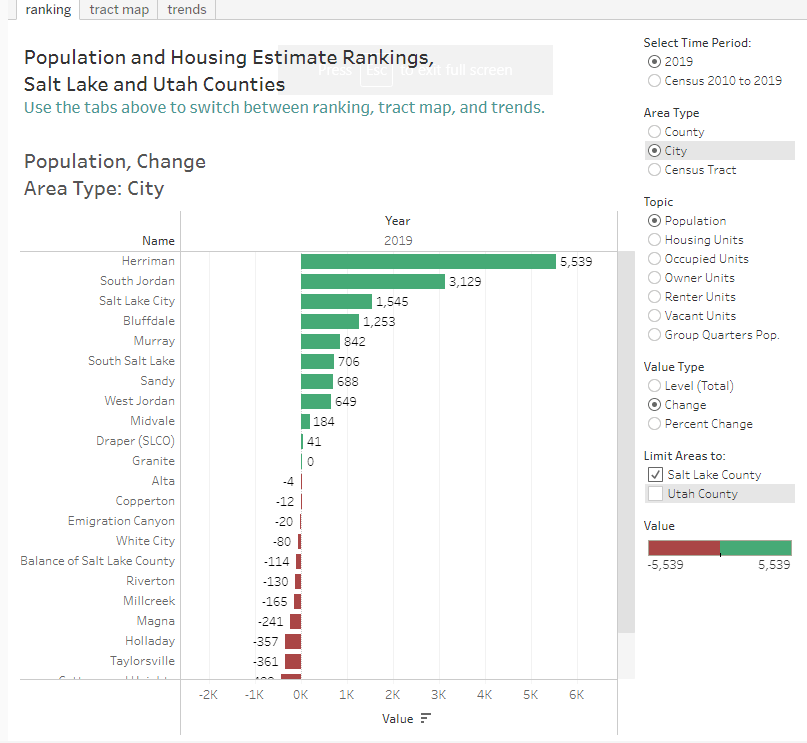 ranking tract map trends
Population and Housing Estimate Rankings,
Salt Lake and Utah Counties
Press Esc to exit full screen
Use the tabs above to switch between ranking, tract map, and trends.
Population, Change
Area Type: City
Year
Name 2019
Herriman 5,539
South Jordan 3,129
Salt Lake City 1,545
Bluffdale 1,253
Murray 842
South Salt Lake 706
Sandy 688
West Jordan 649
Midvale 184
Draper (SLCO) 41
Granite 0
Alta -4
Copperton -12
Emigration Canyon -20
White City -80
Balance of Salt Lake County -114
Riverton -130
Millcreek -165
Magna -241
Holladay -357
Taylorsville -361
-2K -1K 0K 1K 2K 3K 4K 5K 6K
Value
Select Time Period:
2019
Census 2010 to 2019
Area Type
County
City
Census Tract
Topic
Population
Housing Units
Occupied Units
Owner Units
Renter Units
Vacant Units
Group Quarters Pop.
Value Type
Level (Total)
Change
Percent Change
Limit Areas to:
Salt Lake County
Utah County
Value
-5,539 5,539